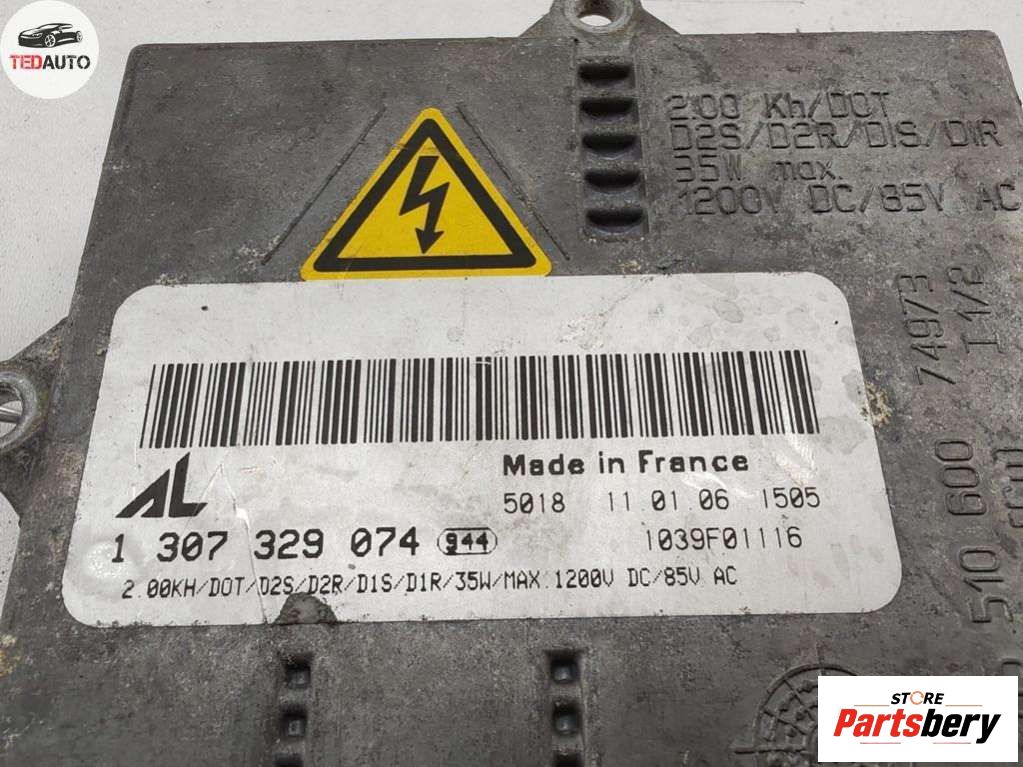 TEDAUTO
2.00 Kh/DOT
D2S/D2R/D1S/D1R
35W max.
1200V DC/85V AC
Made in France
5018 11 01 06 1505
AL
1 307 329 074 944
1039F01116
2.00KH/DOT/D2S/D2R/D1S/D1R/35W/MAX.1200V DC/85V AC
510 600 74973
I 1/2
STORE
Partsbery